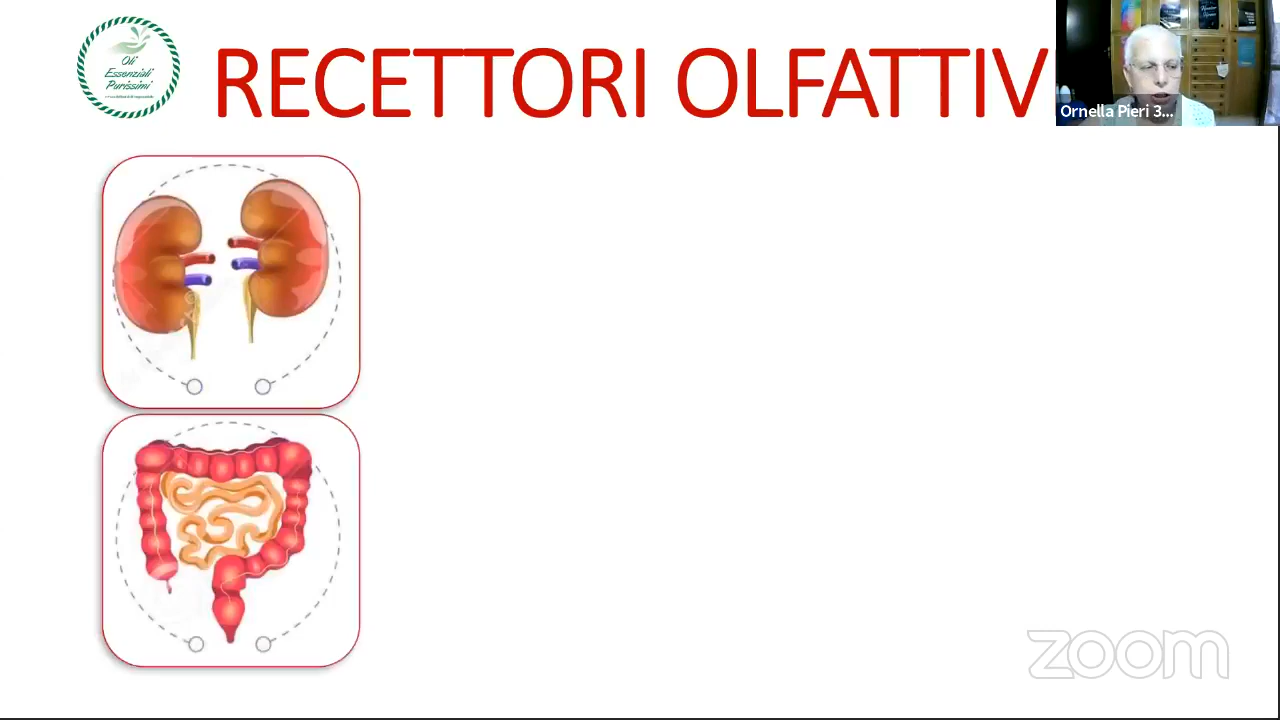 RECETTORI OLFATTIV
Oli
Essenziali
Purissimi
Ornella Pieri 3...
zoom